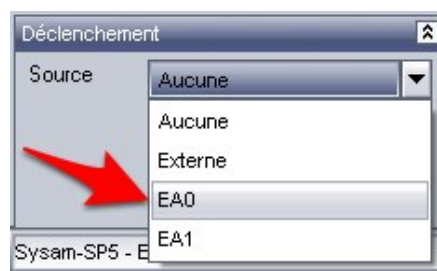 Déclenchement
Source Aucune
Aucune
Externe
EA0
EA1
Sysam-SP5 - E